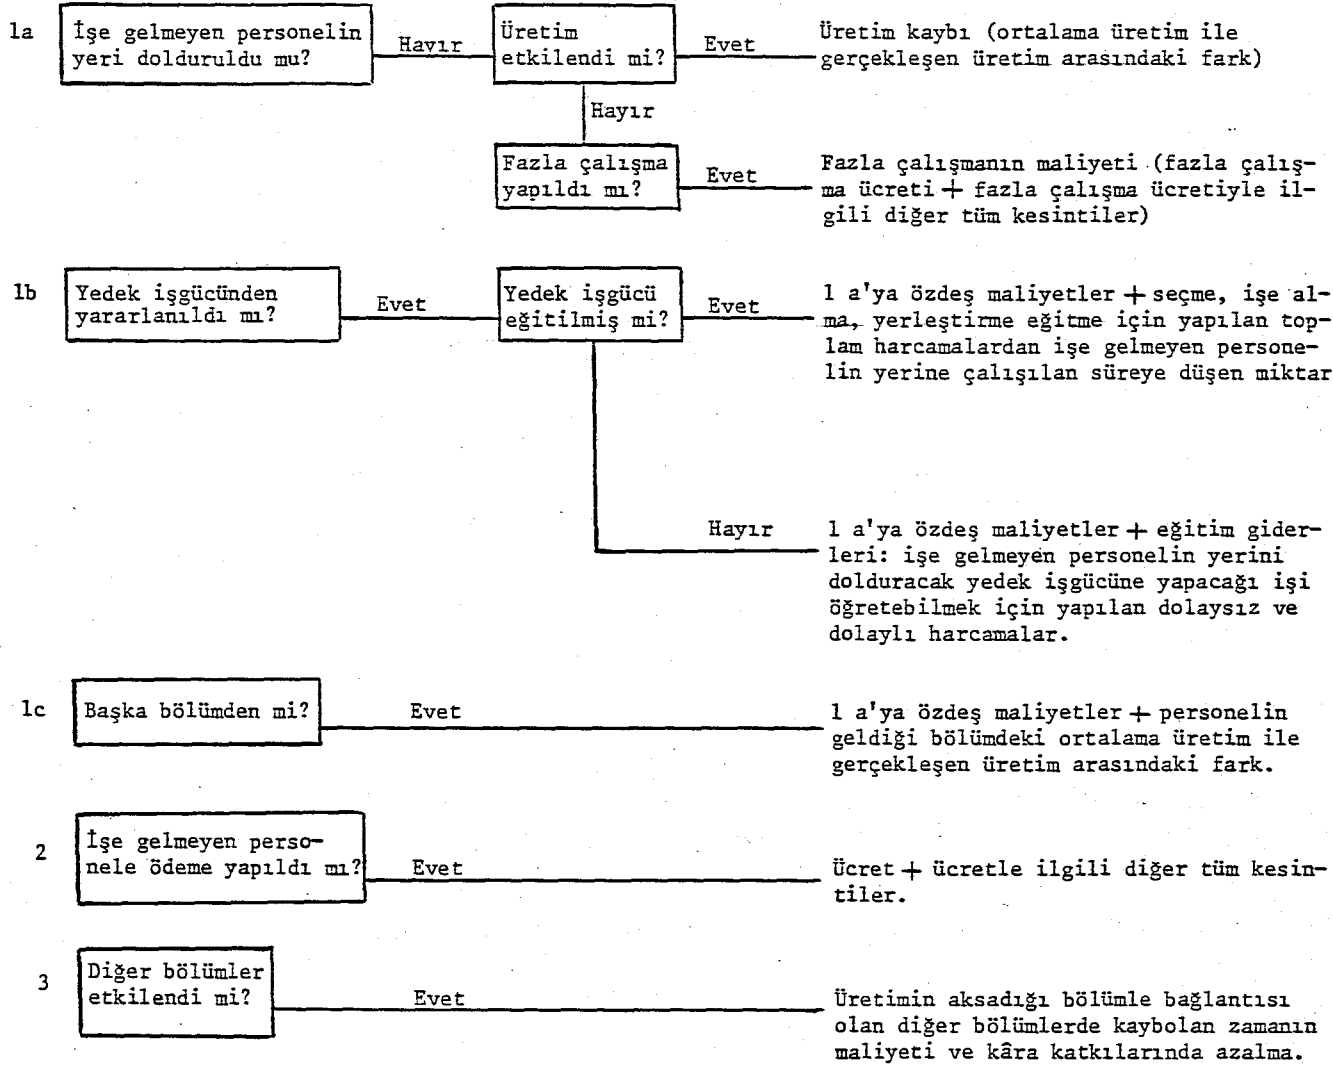 1a
İşe gelmeyen personelin
yeri dolduruldu mu?
Hayır
Üretim
etkilendi mi?
Evet
Üretim kaybı (ortalama üretim ile
gerçekleşen üretim arasındaki fark)
Hayır
Fazla çalışma
yapıldı mı?
Evet
Fazla çalışmanın maliyeti (fazla çalış-
ma ücreti + fazla çalışma ücretiyle il-
gili diğer tüm kesintiler)
1b
Yedek işgücünden
yararlanıldı mı?
Evet
Yedek işgücü
eğitilmiş mi?
Evet
1 a'ya özdeş maliyetler + seçme, işe al-
ma, yerleştirme eğitme için yapılan top-
lam harcamalardan işe gelmeyen persone-
lin yerine çalışılan süreye düşen miktar
Hayır
1 a'ya özdeş maliyetler + eğitim gider-
leri: işe gelmeyen personelin yerini
dolduracak yedek işgücüne yapacağı işi
öğretebilmek için yapılan dolaysız ve
dolaylı harcamalar.
1c
Başka bölümden mi?
Evet
1 a'ya özdeş maliyetler + personelin
geldiği bölümdeki ortalama üretim ile
gerçekleşen üretim arasındaki fark.
2
İşe gelmeyen perso-
nele ödeme yapıldı mı?
Evet
Ücret + ücretle ilgili diğer tüm kesin-
tiler.
3
Diğer bölümler
etkilendi mi?
Evet
Üretimin aksadığı bölümle bağlantısı
olan diğer bölümlerde kaybolan zamanın
maliyeti ve kâra katkılarında azalma.